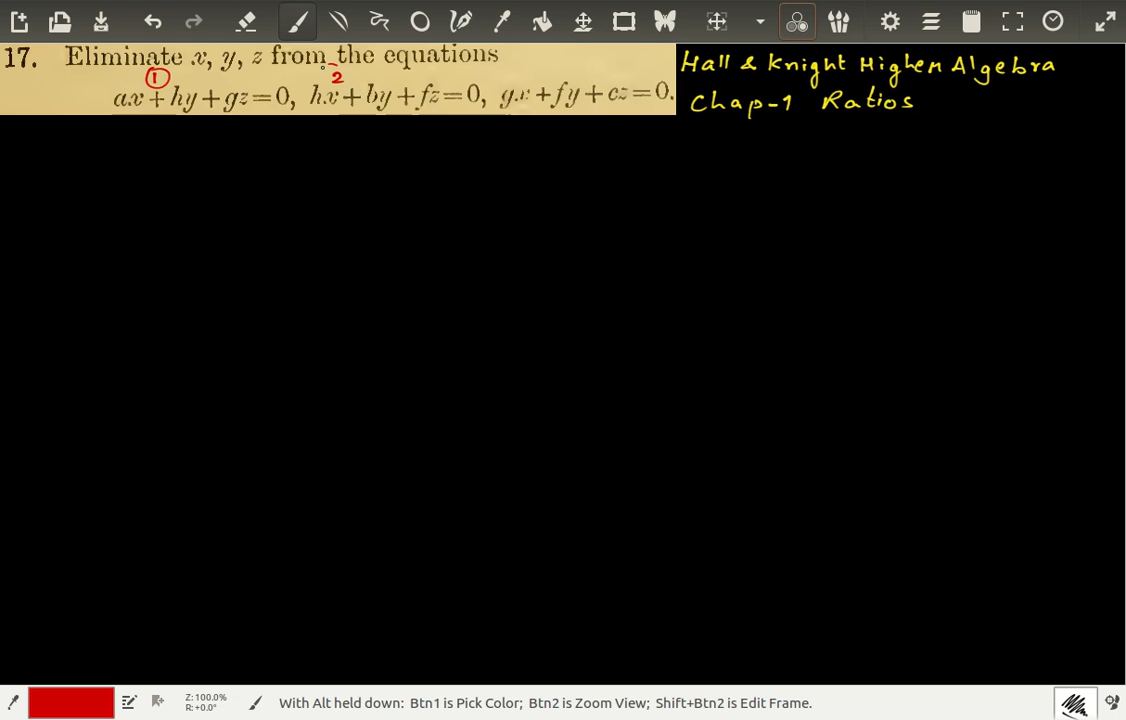 17. Eliminate x, y, z from the equations
① 2
ax + hy + gz = 0, hx + by + fz = 0, gx + fy + cz = 0.
Hall & Knight Higher Algebra
Chap-1 Ratios
Z: 100.0%
R: +0.0°
With Alt held down: Btn1 is Pick Color; Btn2 is Zoom View; Shift+Btn2 is Edit Frame.